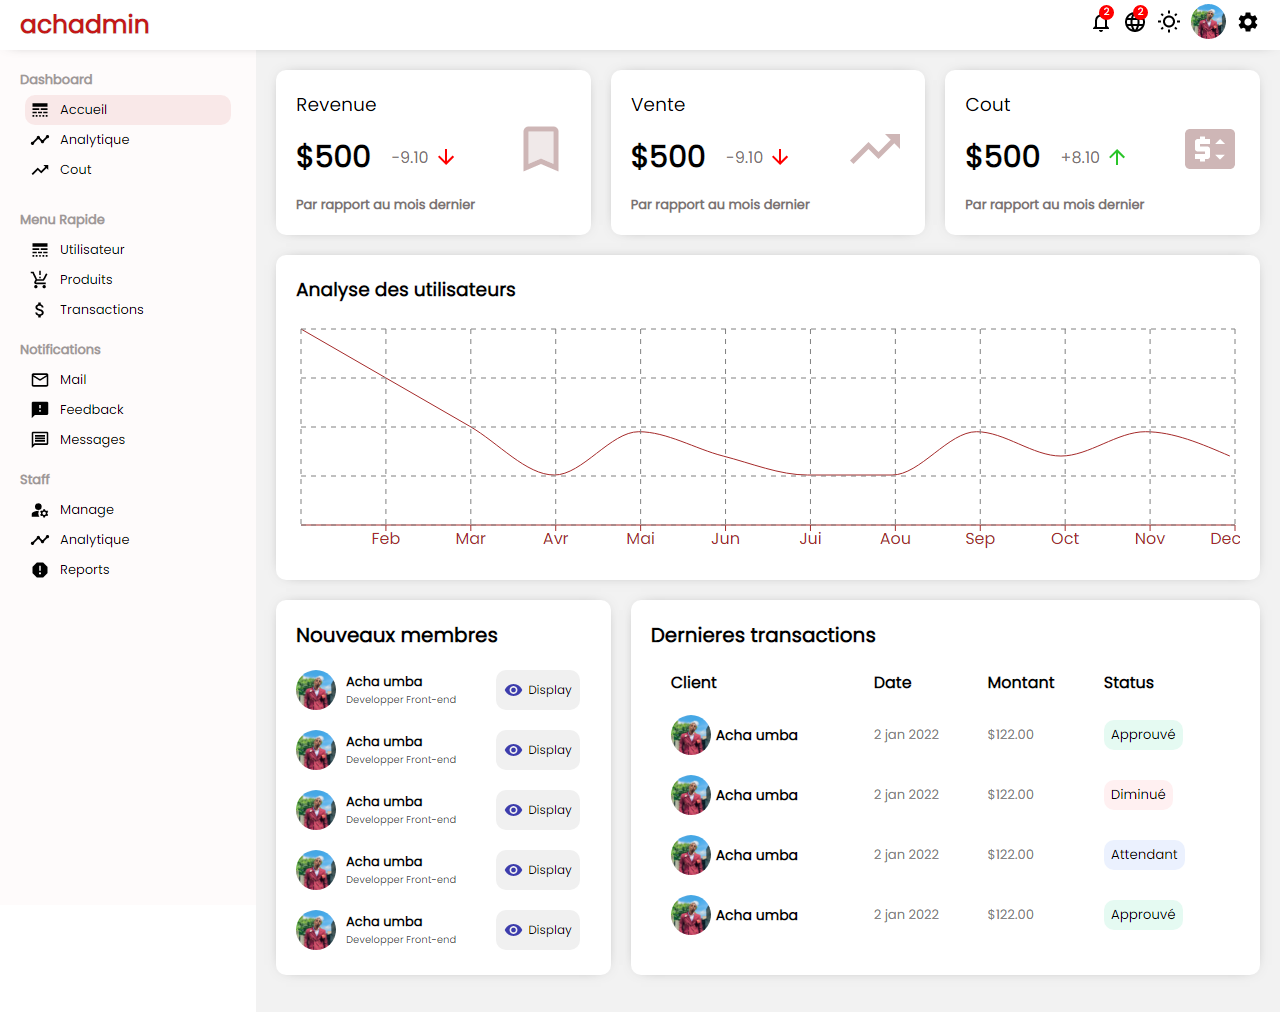 achadmin
2
2
Dashboard
Accueil
Analytique
Cout
Menu Rapide
Utilisateur
Produits
Transactions
Notifications
Mail
Feedback
Messages
Staff
Manage
Analytique
Reports
Revenue
$500 -9.10
Par rapport au mois dernier
Vente
$500 -9.10
Par rapport au mois dernier
Cout
$500 +8.10
Par rapport au mois dernier
Analyse des utilisateurs
Feb Mar Avr Mai Jun Jui Aou Sep Oct Nov Dec
Nouveaux membres
Acha umba
Developper Front-end
Display
Acha umba
Developper Front-end
Display
Acha umba
Developper Front-end
Display
Acha umba
Developper Front-end
Display
Acha umba
Developper Front-end
Display
Dernieres transactions
Client Date Montant Status
Acha umba 2 jan 2022 $122.00 Approuvé
Acha umba 2 jan 2022 $122.00 Diminué
Acha umba 2 jan 2022 $122.00 Attendant
Acha umba 2 jan 2022 $122.00 Approuvé